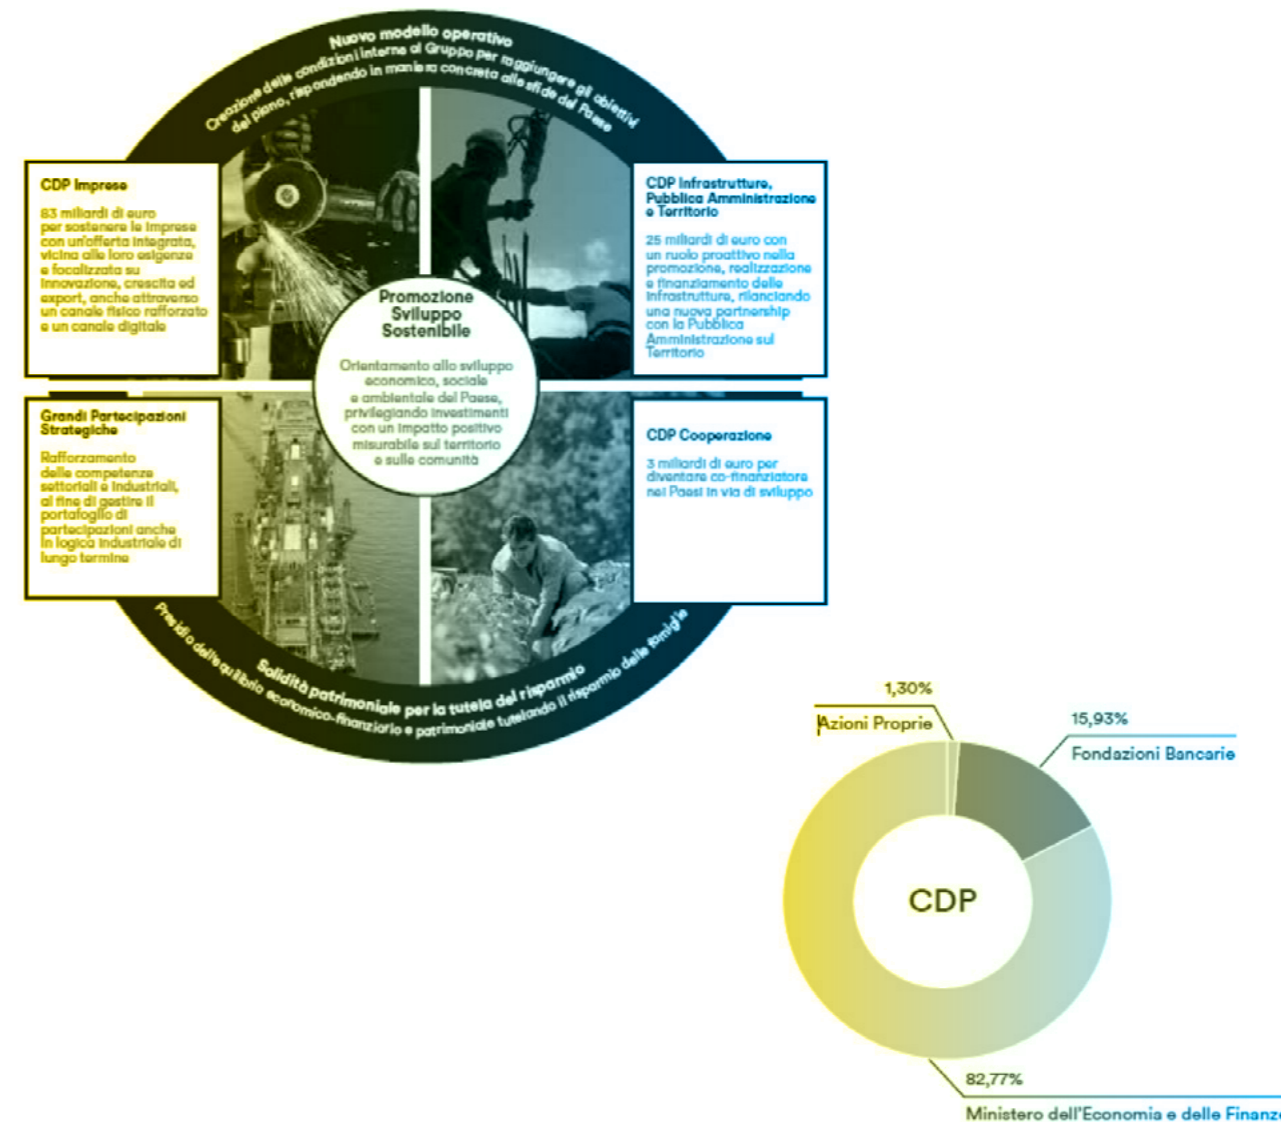 Nuovo modello operativo
Creazione delle condizioni interne al Gruppo per raggiungere gli obiettivi
del piano, rispondendo in maniera concreta alle sfide del Paese
CDP Imprese
83 miliardi di euro
per sostenere le imprese
con un'offerta integrata,
vicina alle loro esigenze
e focalizzata su
innovazione, crescita ed
export, anche attraverso
un canale fisico rafforzato
e un canale digitale
CDP Infrastrutture,
Pubblica Amministrazione
e Territorio
25 miliardi di euro con
un ruolo proattivo nella
promozione, realizzazione
e finanziamento delle
infrastrutture, rilanciando
una nuova partnership
con la Pubblica
Amministrazione sul
Territorio
Promozione
Sviluppo
Sostenibile
Orientamento allo sviluppo
economico, sociale
e ambientale del Paese,
privilegiando investimenti
con un impatto positivo
misurabile sul territorio
e sulle comunità
Grandi Partecipazioni
Strategiche
Rafforzamento
delle competenze
settoriali e industriali,
al fine di gestire il
portafoglio di
partecipazioni anche
in logica industriale di
lungo termine
CDP Cooperazione
3 miliardi di euro per
diventare co-finanziatore
nei Paesi in via di sviluppo
Solidità patrimoniale per la tutela del risparmio
Presidio dell'equilibrio economico-finanziario e patrimoniale tutelando il risparmio delle famiglie
1,30%
Azioni Proprie
15,93%
Fondazioni Bancarie
CDP
82,77%
Ministero dell'Economia e delle Finanze